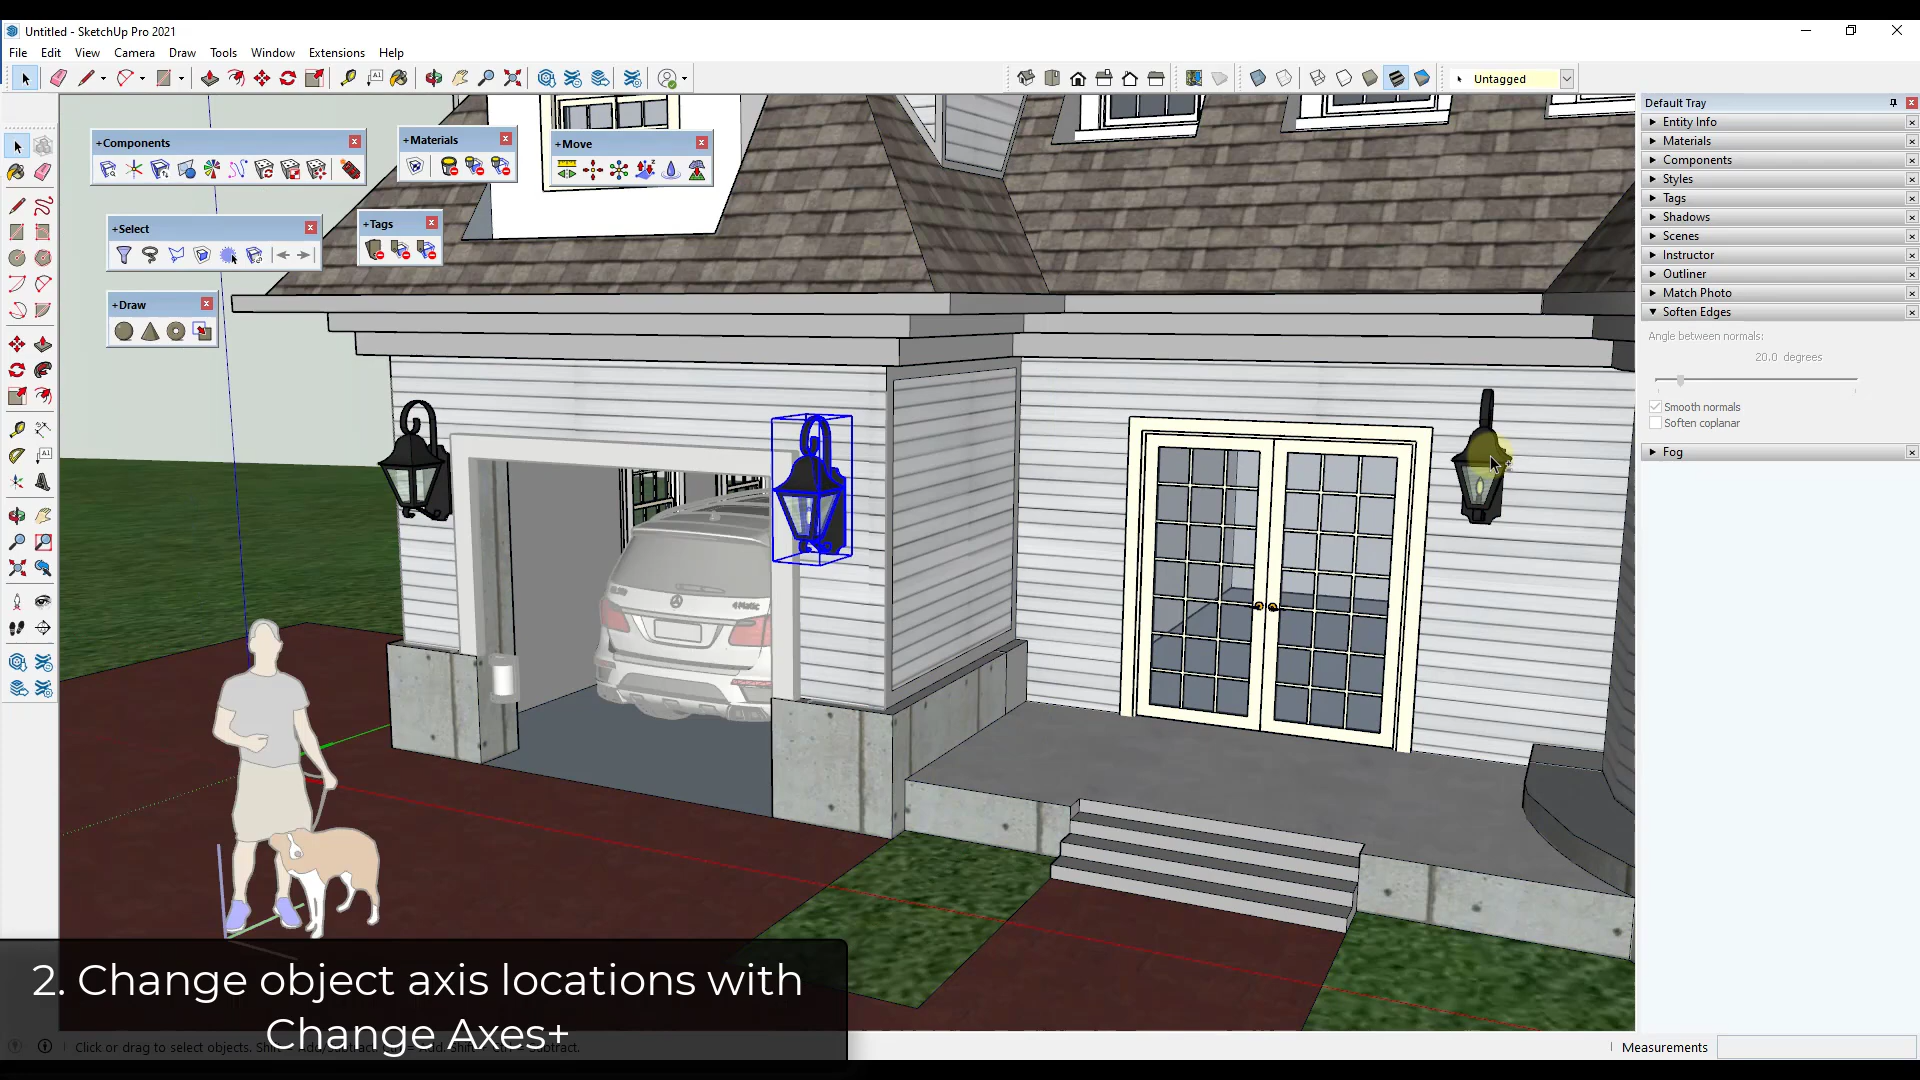 Untitled - SketchUp Pro 2021
File Edit View Camera Draw Tools Window Extensions Help
Untagged
Default Tray
Entity Info
Materials
Components
Styles
Tags
Shadows
Scenes
Instructor
Outliner
Match Photo
Soften Edges
Angle between normals:
20.0 degrees
Smooth normals
Soften coplanar
Fog
+Components
+Materials
+Move
+Select
+Tags
+Draw
4Matic
2. Change object axis locations with
Change Axes+
Click or drag to select objects.
Measurements